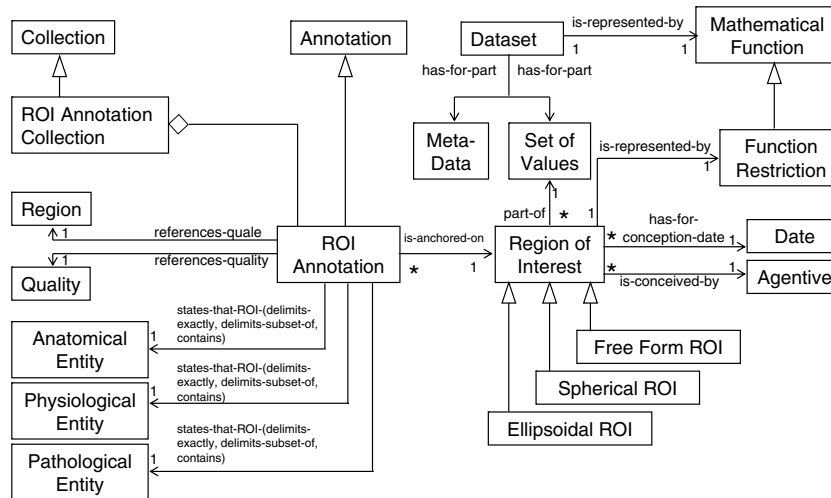 Collection
Annotation
Dataset
is-represented-by
1
1
Mathematical
Function
has-for-part
has-for-part
ROI Annotation
Collection
Meta-
Data
Set of
Values
is-represented-by
1
Function
Restriction
1
part-of
*
1
Region
1
references-quale
references-quality
1
Quality
ROI
Annotation
is-anchored-on
*
1
Region of
Interest
*
has-for-
conception-date
1
Date
*
is-conceived-by
1
Agentive
states-that-ROI-(delimits-
exactly, delimits-subset-of,
contains)
1
Anatomical
Entity
Free Form ROI
states-that-ROI-(delimits-
exactly, delimits-subset-of,
contains)
1
Physiological
Entity
Spherical ROI
Ellipsoidal ROI
states-that-ROI-(delimits-
exactly, delimits-subset-of,
contains)
1
Pathological
Entity